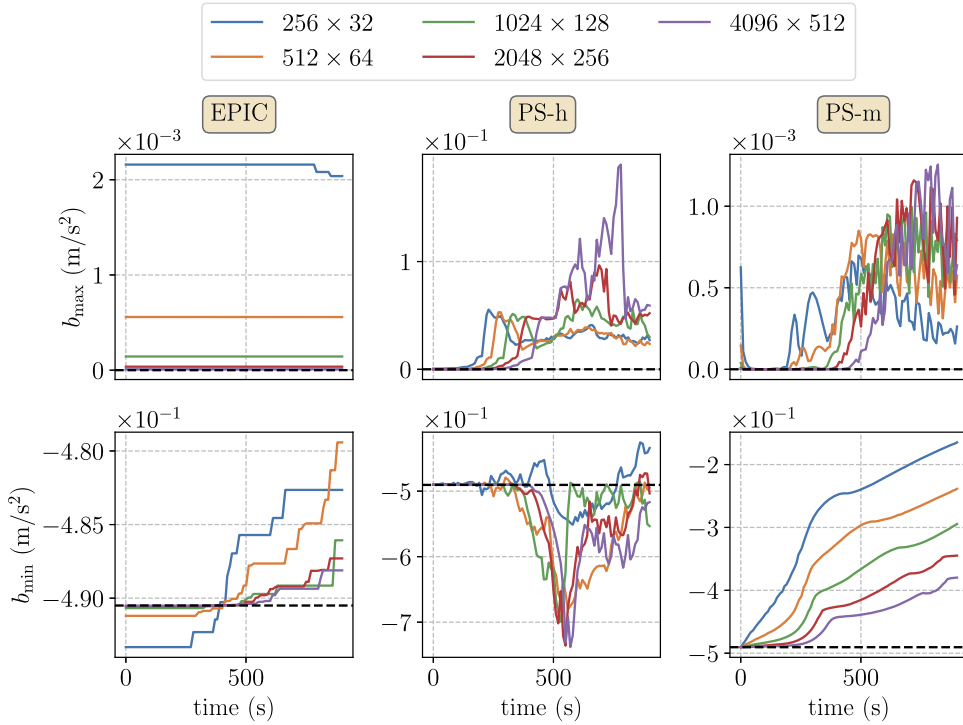 256 × 32
1024 × 128
4096 × 512
512 × 64
2048 × 256
EPIC
PS-h
PS-m
×10⁻³
×10⁻¹
×10⁻³
b_max (m/s²)
2
1
0
1
0
1.0
0.5
0.0
×10⁻¹
×10⁻¹
×10⁻¹
b_min (m/s²)
−4.80
−4.85
−4.90
−5
−6
−7
−2
−3
−4
−5
0
500
0
500
0
500
time (s)
time (s)
time (s)